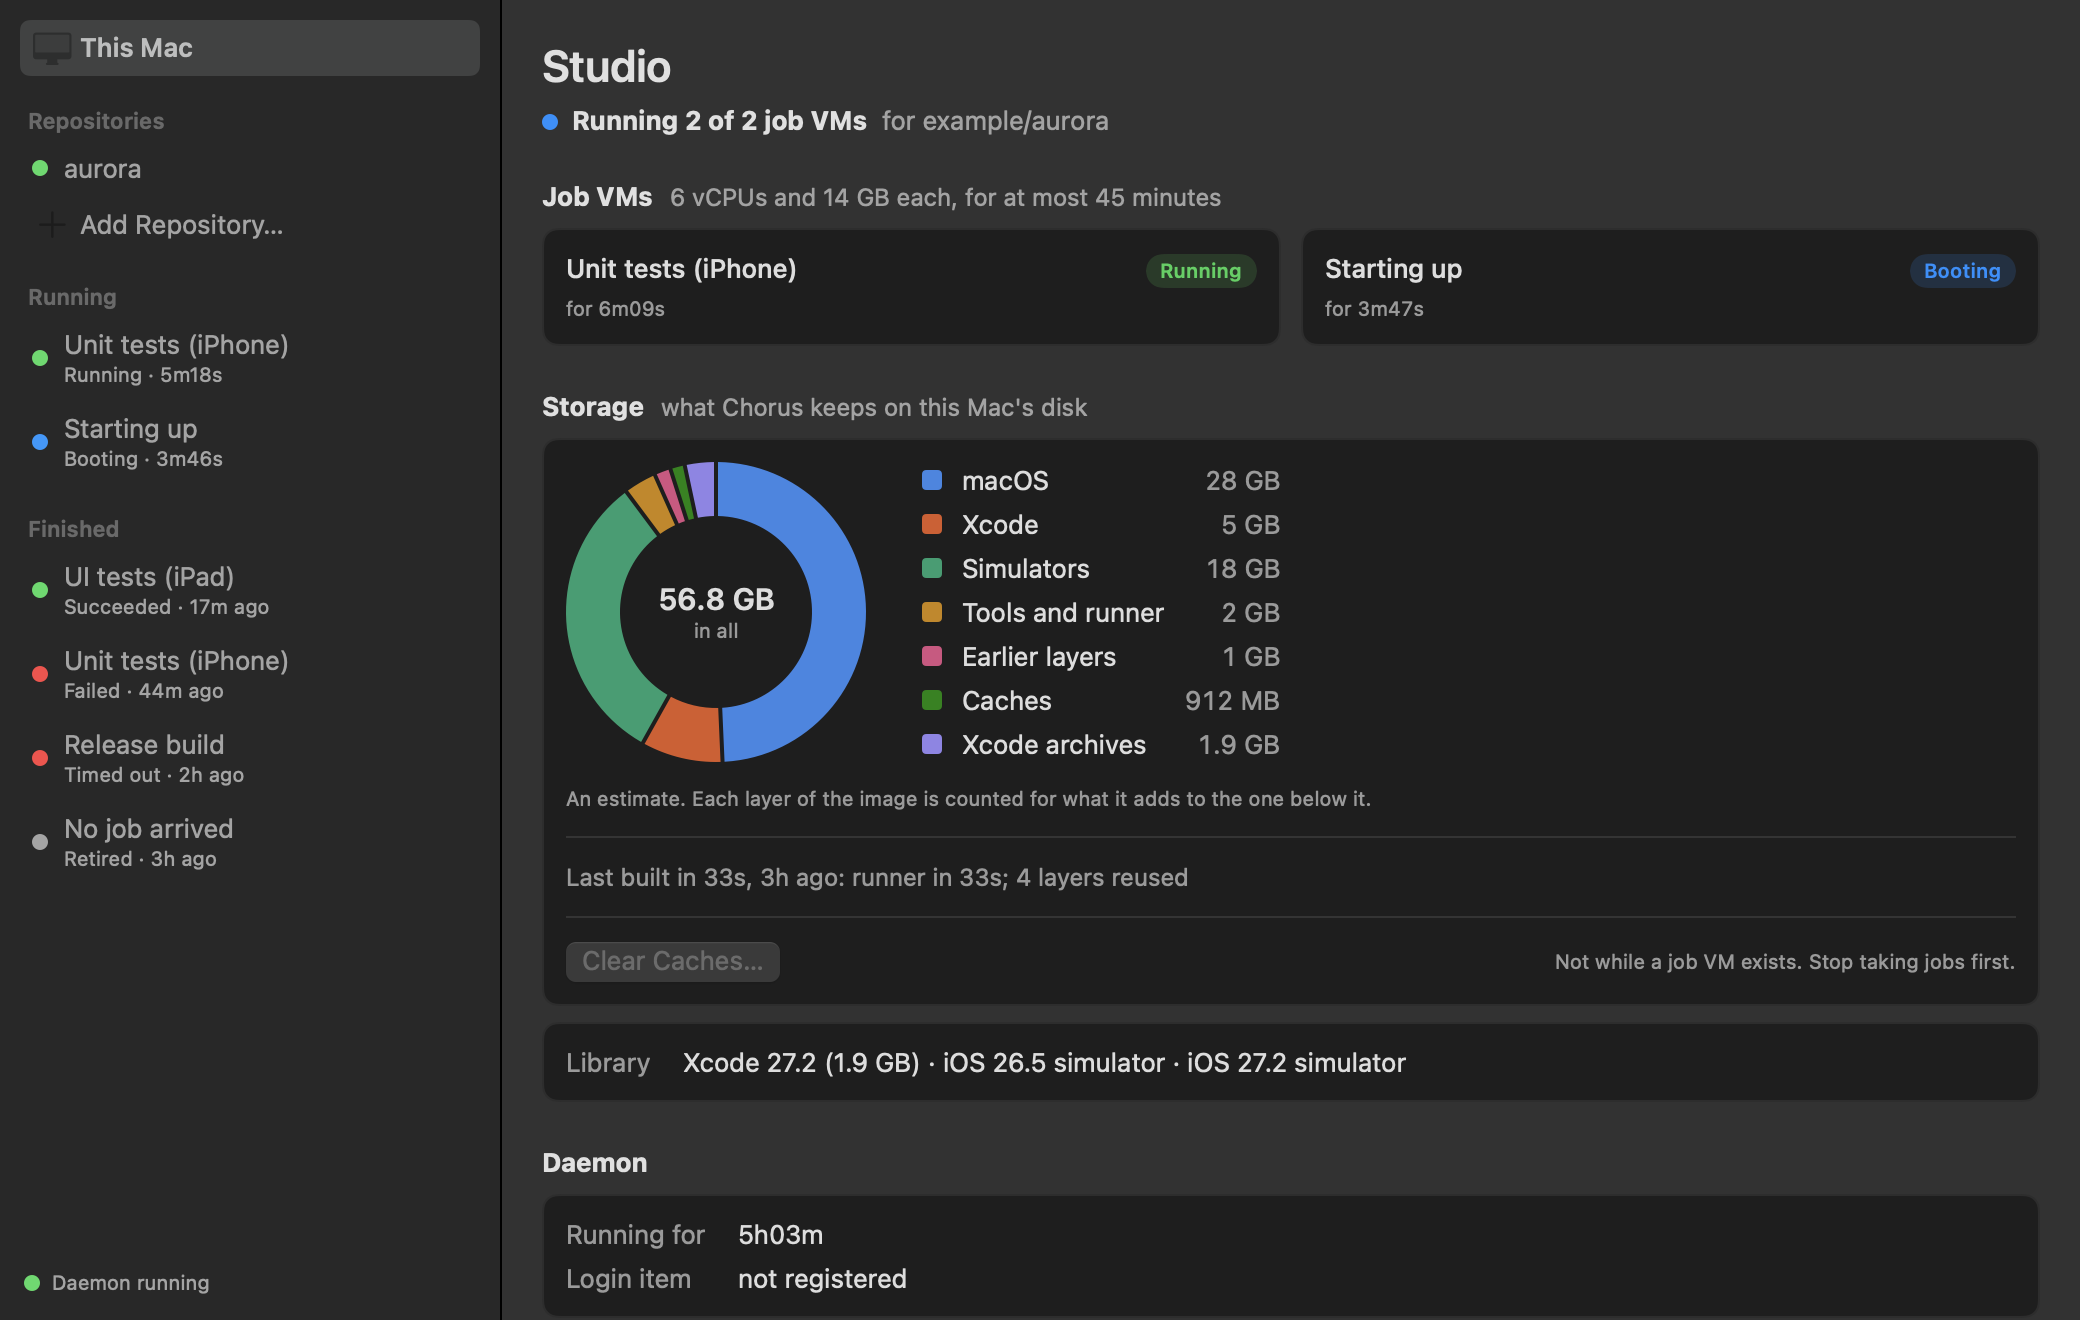 This Mac
Repositories
aurora
Add Repository...
Running
Unit tests (iPhone)
Running · 5m18s
Starting up
Booting · 3m46s
Finished
UI tests (iPad)
Succeeded · 17m ago
Unit tests (iPhone)
Failed · 44m ago
Release build
Timed out · 2h ago
No job arrived
Retired · 3h ago
Daemon running
Studio
Running 2 of 2 job VMs for example/aurora
Job VMs 6 vCPUs and 14 GB each, for at most 45 minutes
Unit tests (iPhone) Running
for 6m09s
Starting up Booting
for 3m47s
Storage what Chorus keeps on this Mac's disk
56.8 GB
in all
macOS 28 GB
Xcode 5 GB
Simulators 18 GB
Tools and runner 2 GB
Earlier layers 1 GB
Caches 912 MB
Xcode archives 1.9 GB
An estimate. Each layer of the image is counted for what it adds to the one below it.
Last built in 33s, 3h ago: runner in 33s; 4 layers reused
Clear Caches... Not while a job VM exists. Stop taking jobs first.
Library Xcode 27.2 (1.9 GB) · iOS 26.5 simulator · iOS 27.2 simulator
Daemon
Running for 5h03m
Login item not registered